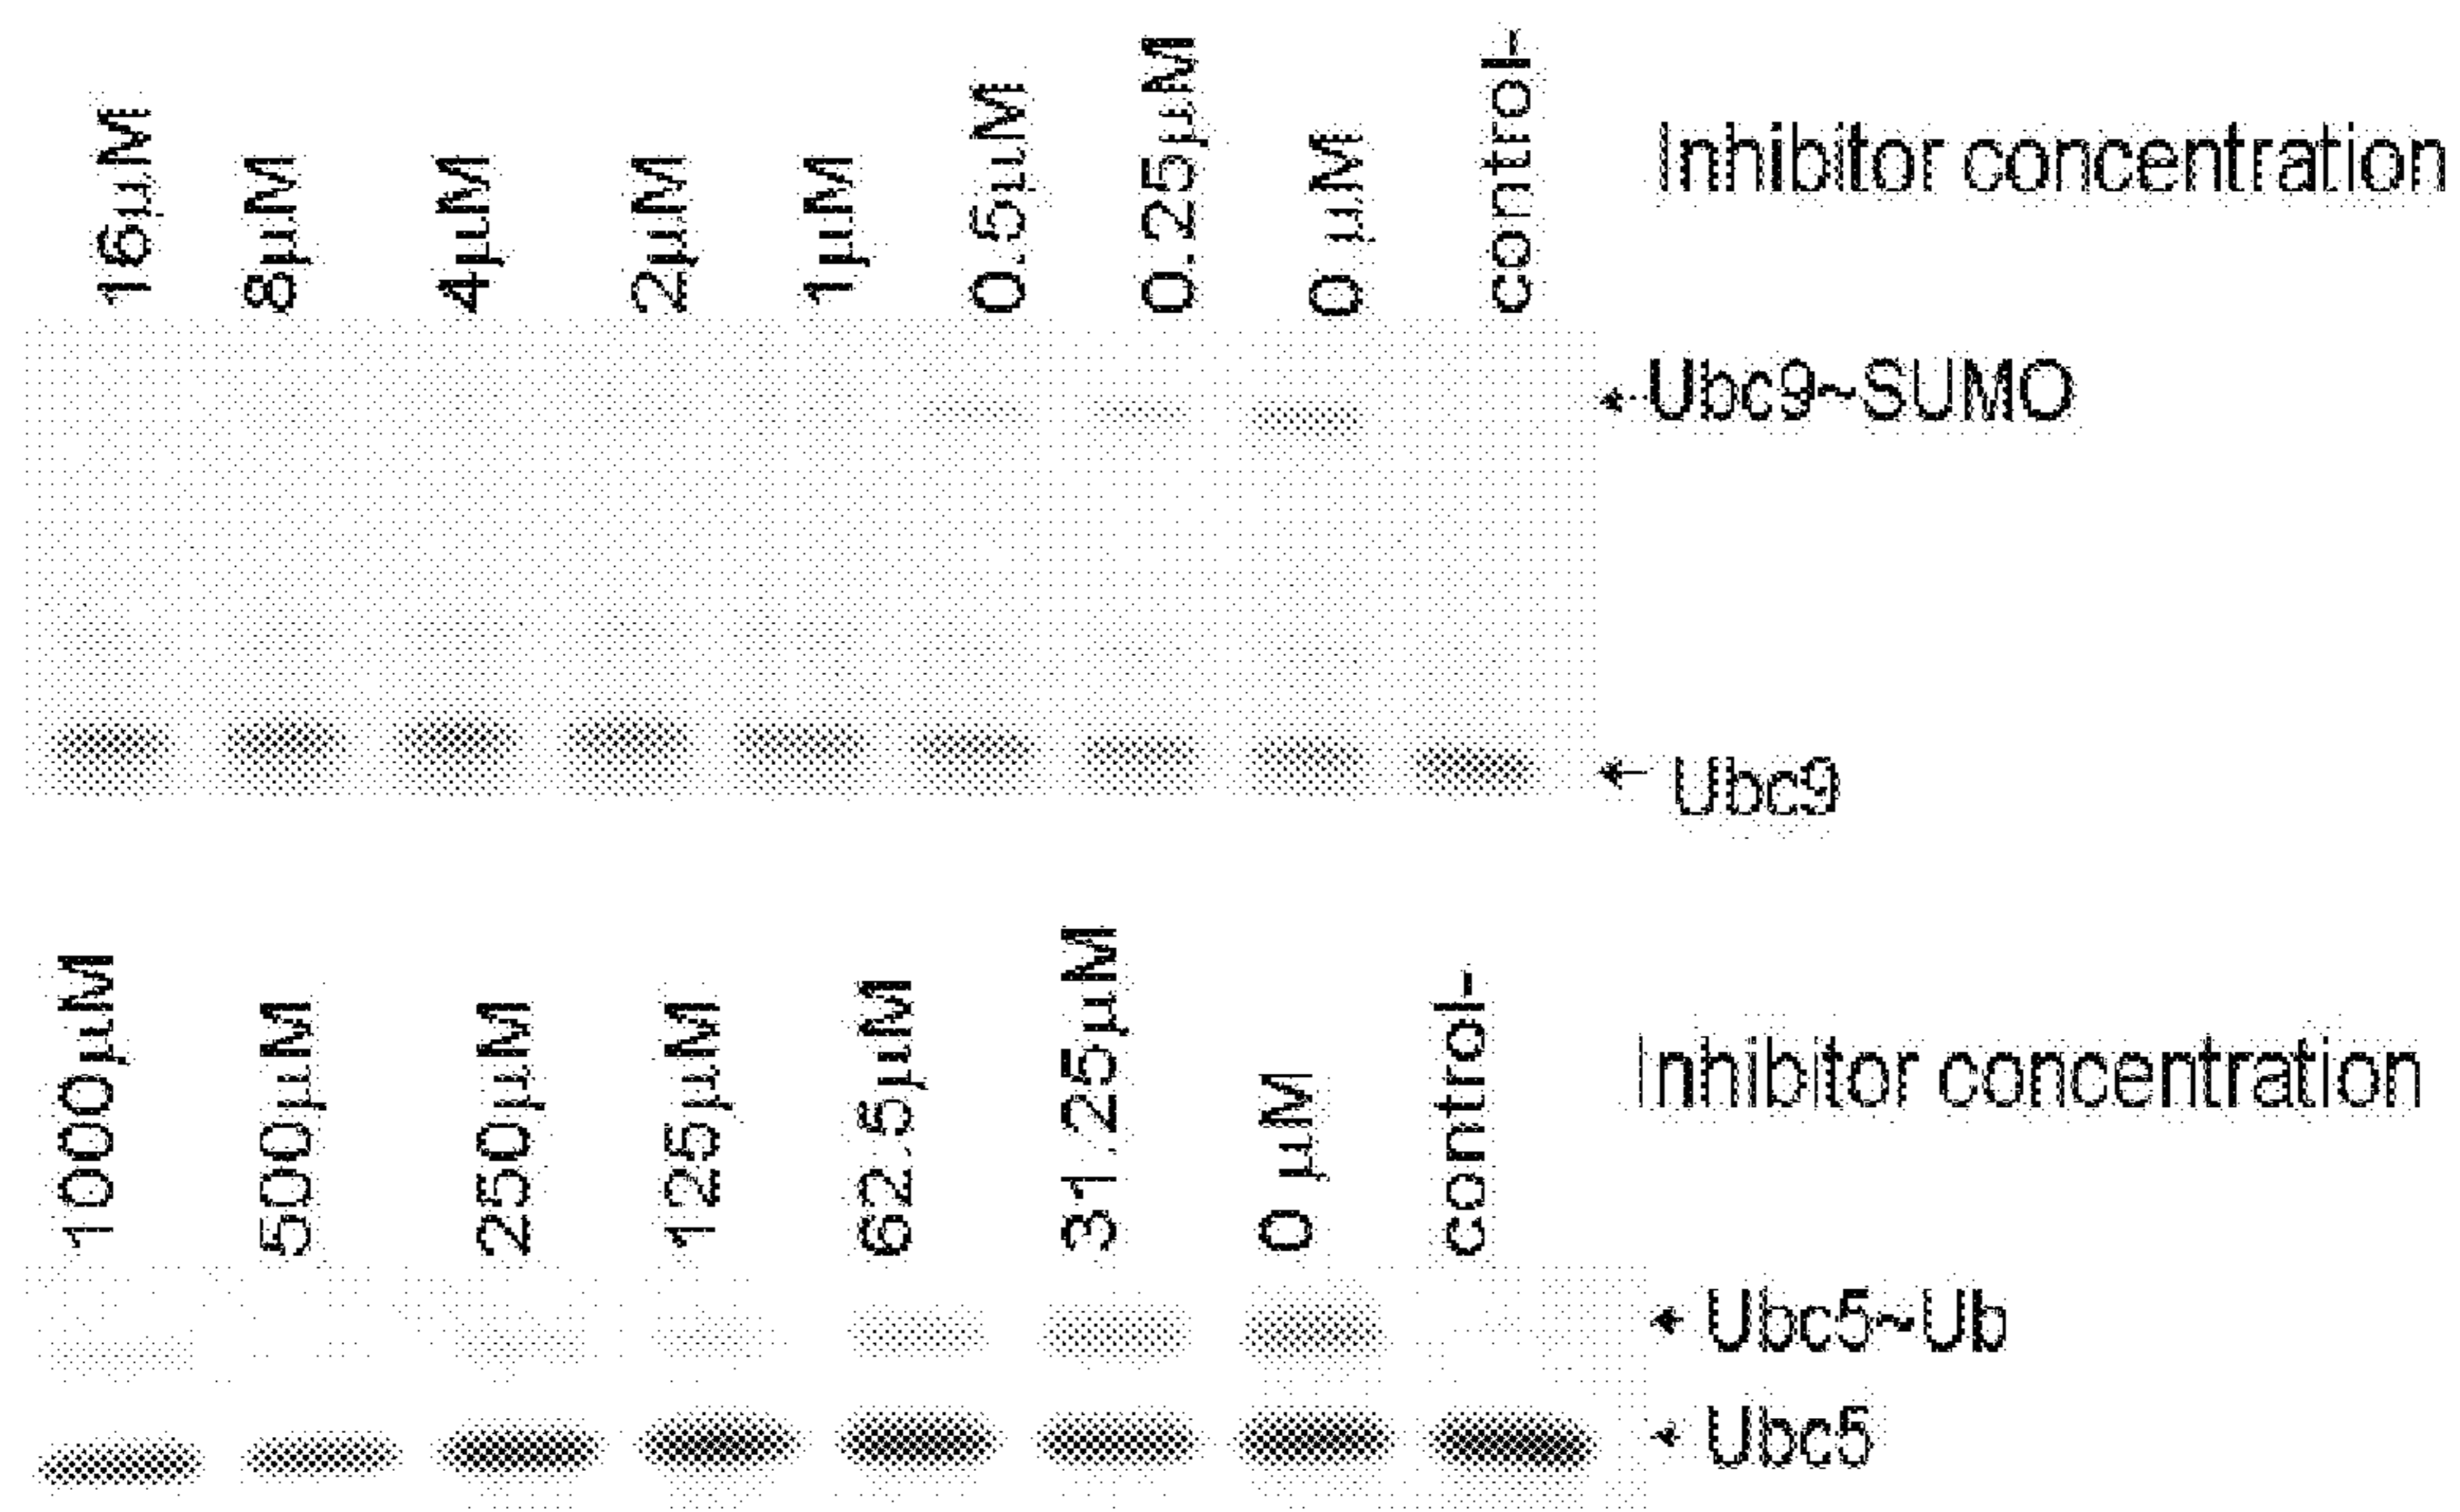 16µM 8µM 4µM 2µM 1µM 0.5µM 0.25µM 0 µM control- Inhibitor concentration
Ubc9~SUMO
Ubc9
1000µM 500µM 250µM 125µM 62.5µM 31.25µM 0 µM control- Inhibitor concentration
Ubc5~Ub
Ubc5